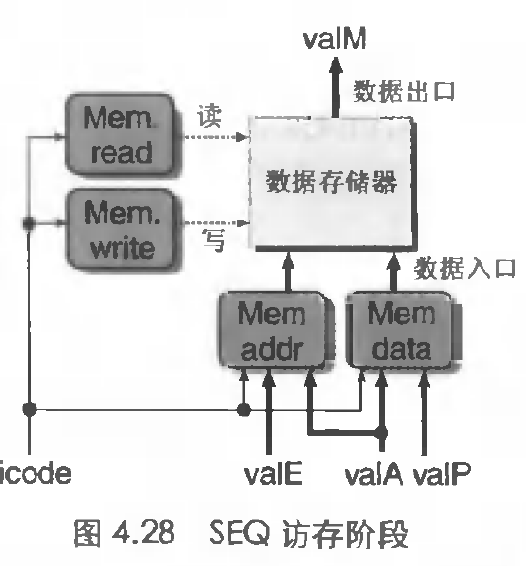 valM
数据出口
Mem.
read
读
数据存储器
Mem.
write
写
数据入口
Mem
addr
Mem
data
icode
valE
valA
valP
图 4.28 SEQ 访存阶段